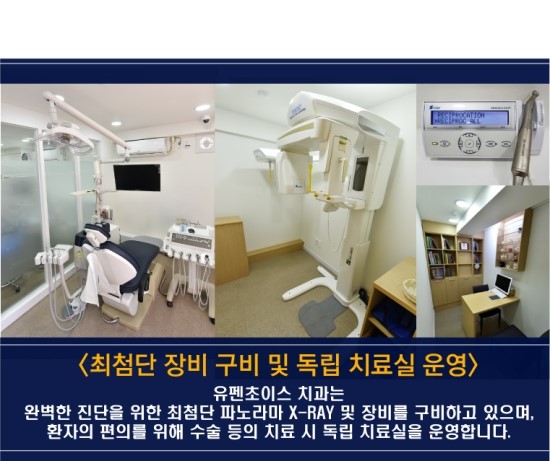 RECIPROCATION
RECIPROC ALL
<최첨단 장비 구비 및 독립 치료실 운영>
유펜초이스 치과는
완벽한 진단을 위한 최첨단 파노라마 X-RAY 및 장비를 구비하고 있으며,
환자의 편의를 위해 수술 등의 치료 시 독립 치료실을 운영합니다.